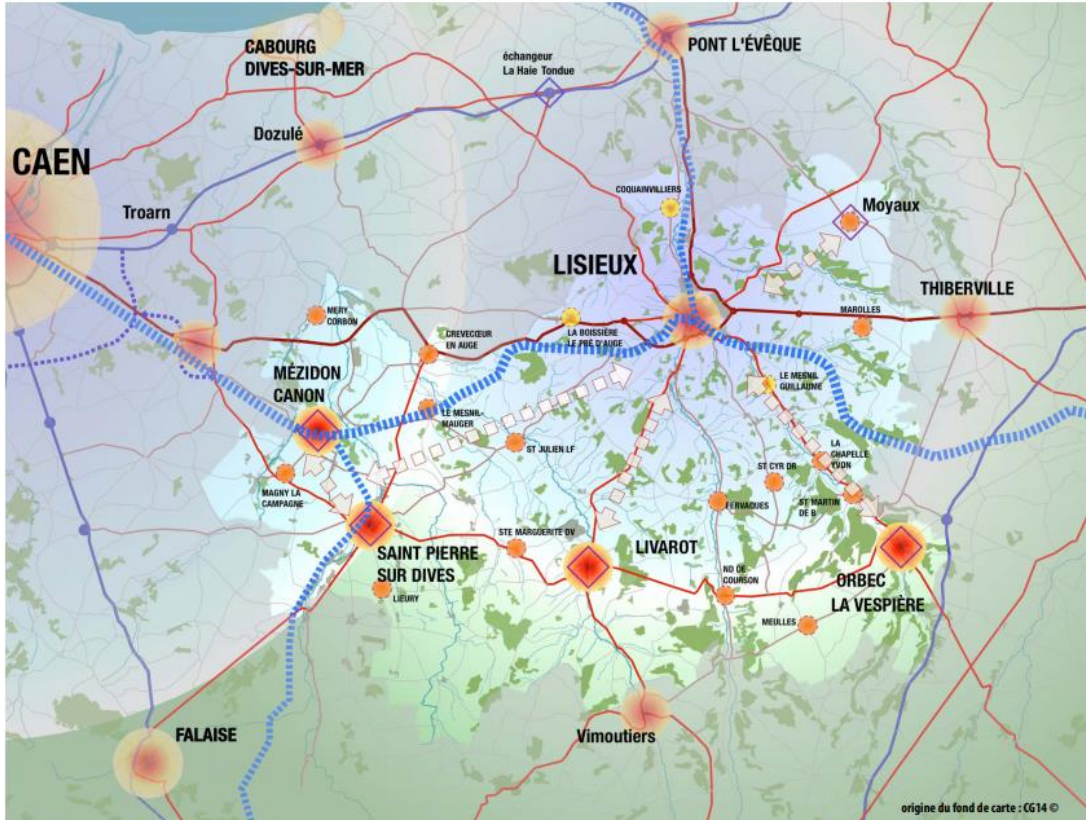 CABOURG
DIVES-SUR-MER
échangeur
La Haie Tondue
PONT L'ÉVÊQUE
Dozulé
CAEN
Troarn
COQUAINVILLIERS
Moyaux
LISIEUX
THIBERVILLE
MERY
CORBON
CREVECŒUR
EN AUGE
LA BOISSIÈRE
LE PRÉ D'AUGE
MAROLLES
MÉZIDON
CANON
LE MESNIL-
MAUGER
LE MESNIL
GUILLAUME
ST JULIEN LF
LA
CHAPELLE
YVON
MAGNY LA
CAMPAGNE
ST CYR DR
FERVAQUES
ST MARTIN
DE B
SAINT PIERRE
SUR DIVES
STE MARGUERITE DV
LIVAROT
ND DE
COURSON
ORBEC
LA VESPIÈRE
LIEURY
MEULLES
FALAISE
Vimoutiers
origine du fond de carte : CG14 ©